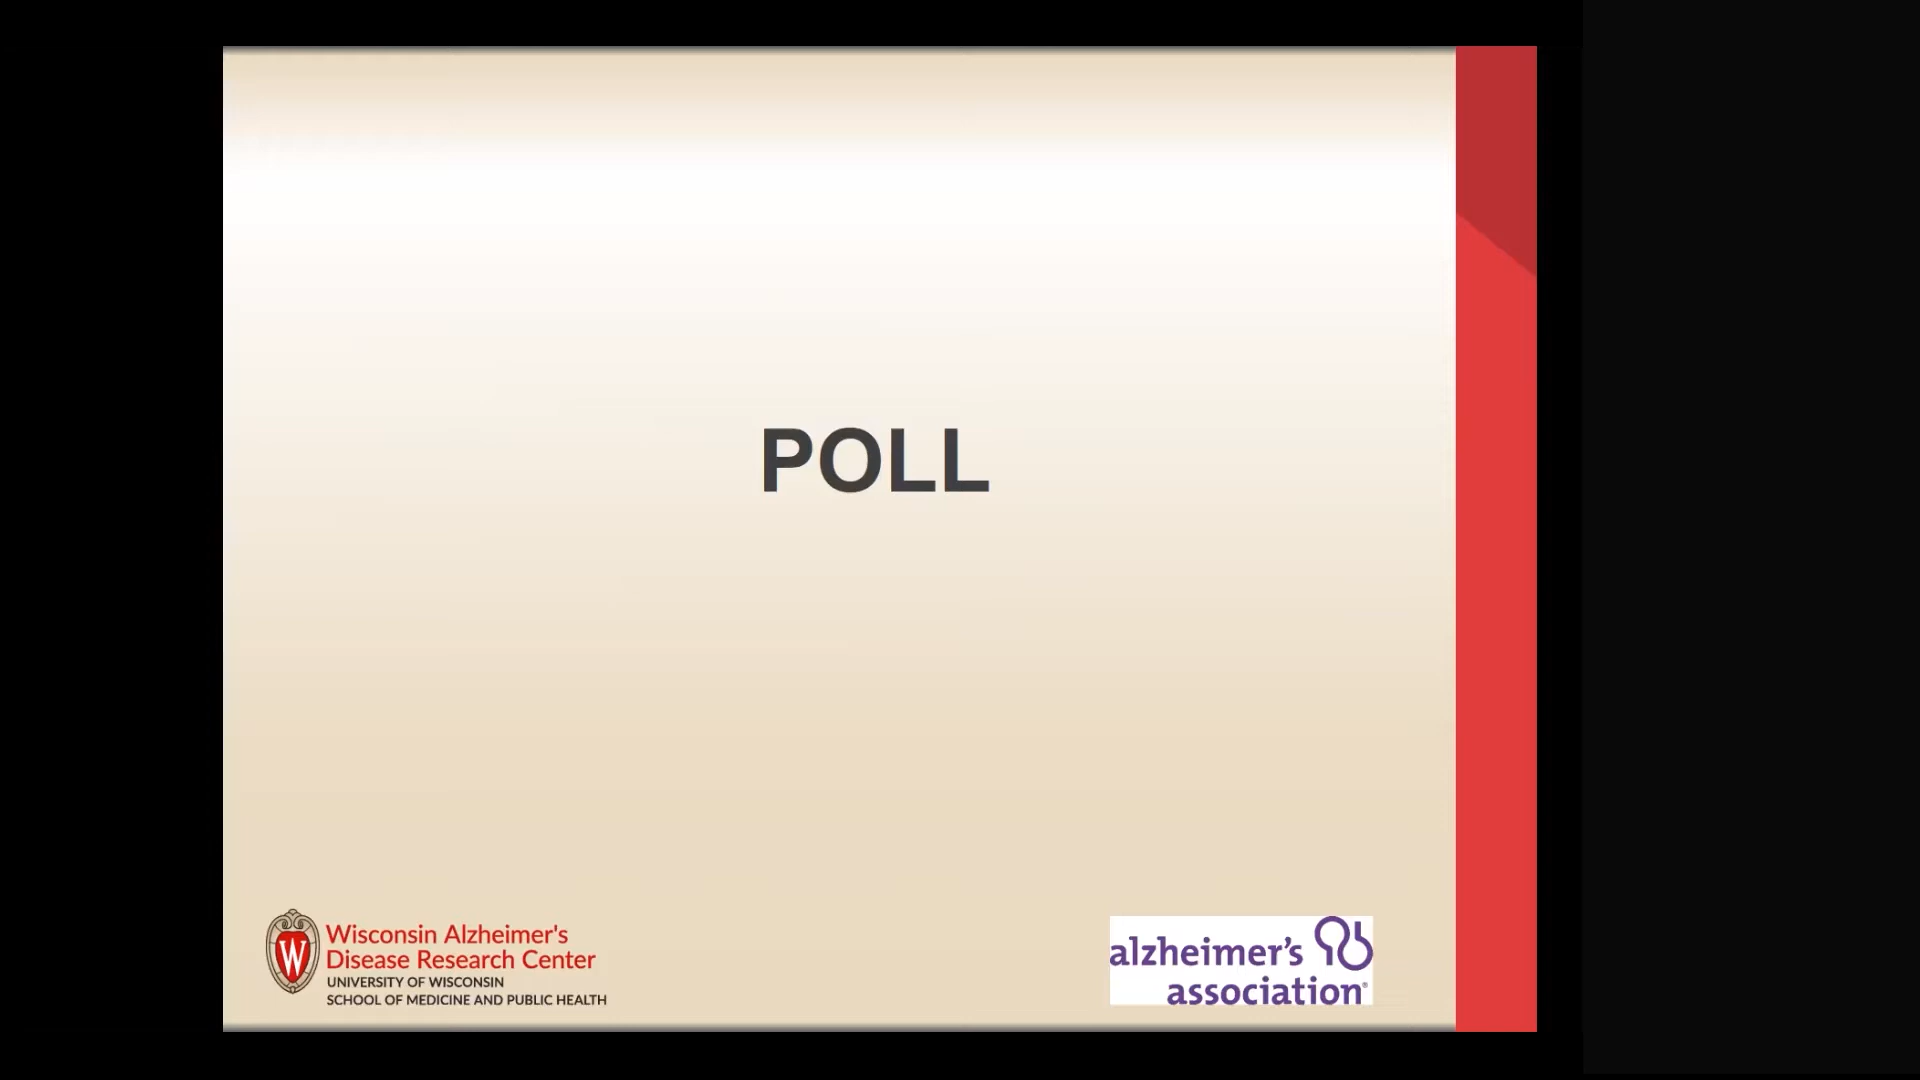 POLL
Wisconsin Alzheimer's
Disease Research Center
UNIVERSITY OF WISCONSIN
SCHOOL OF MEDICINE AND PUBLIC HEALTH
W
alzheimer's
association®